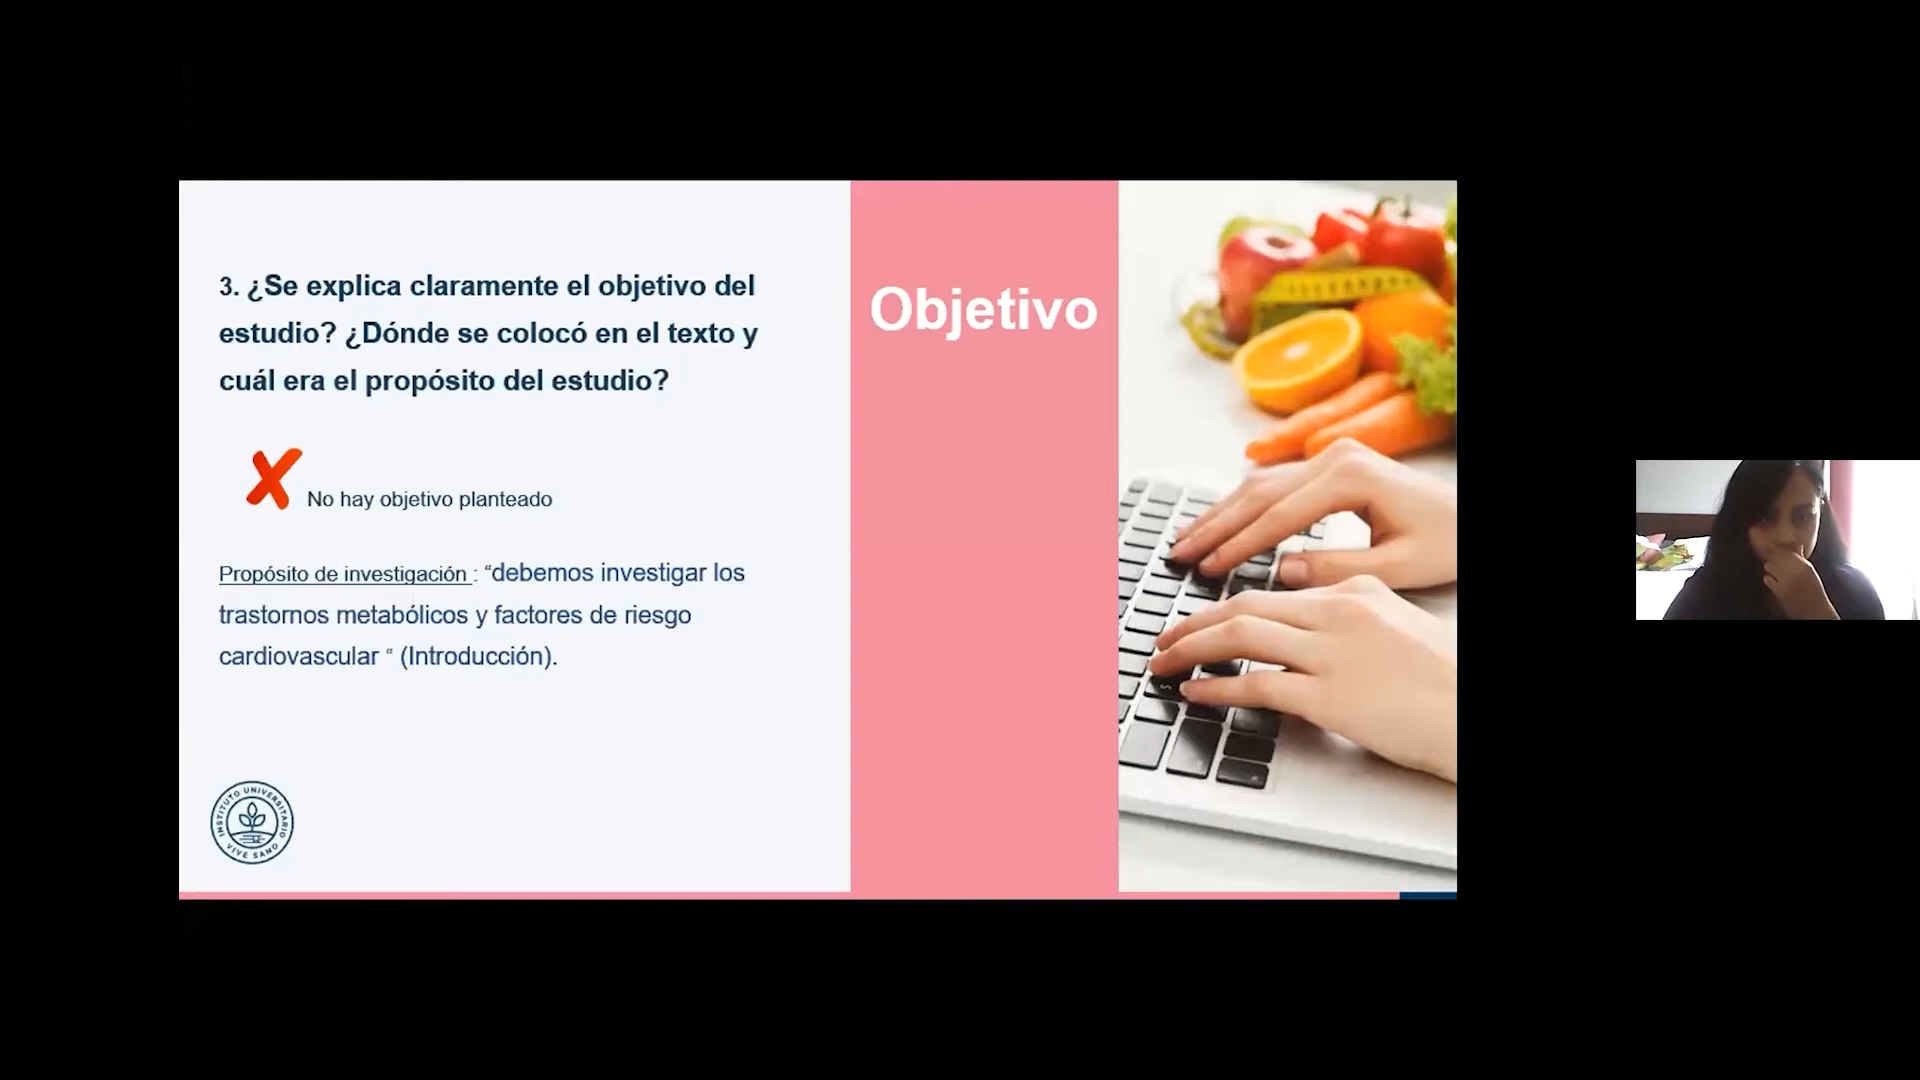 3. ¿Se explica claramente el objetivo del
estudio? ¿Dónde se colocó en el texto y
cuál era el propósito del estudio?
No hay objetivo planteado
Propósito de investigación : “debemos investigar los
trastornos metabólicos y factores de riesgo
cardiovascular “ (Introducción).
INSTITUTO UNIVERSITARIO
VIVE SANO
Objetivo